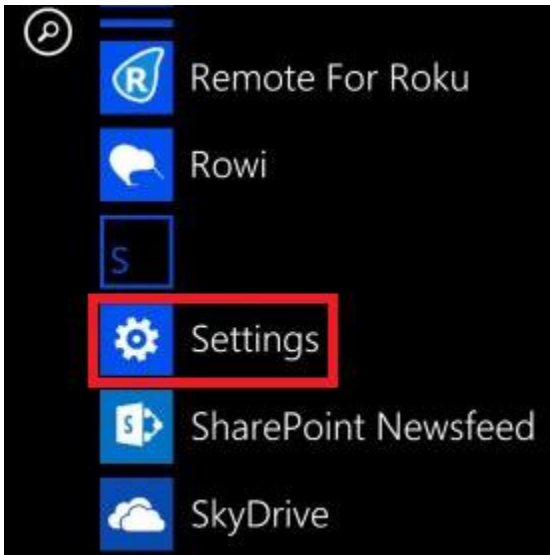 R
Remote For Roku
Rowi
S
Settings
S
SharePoint Newsfeed
SkyDrive